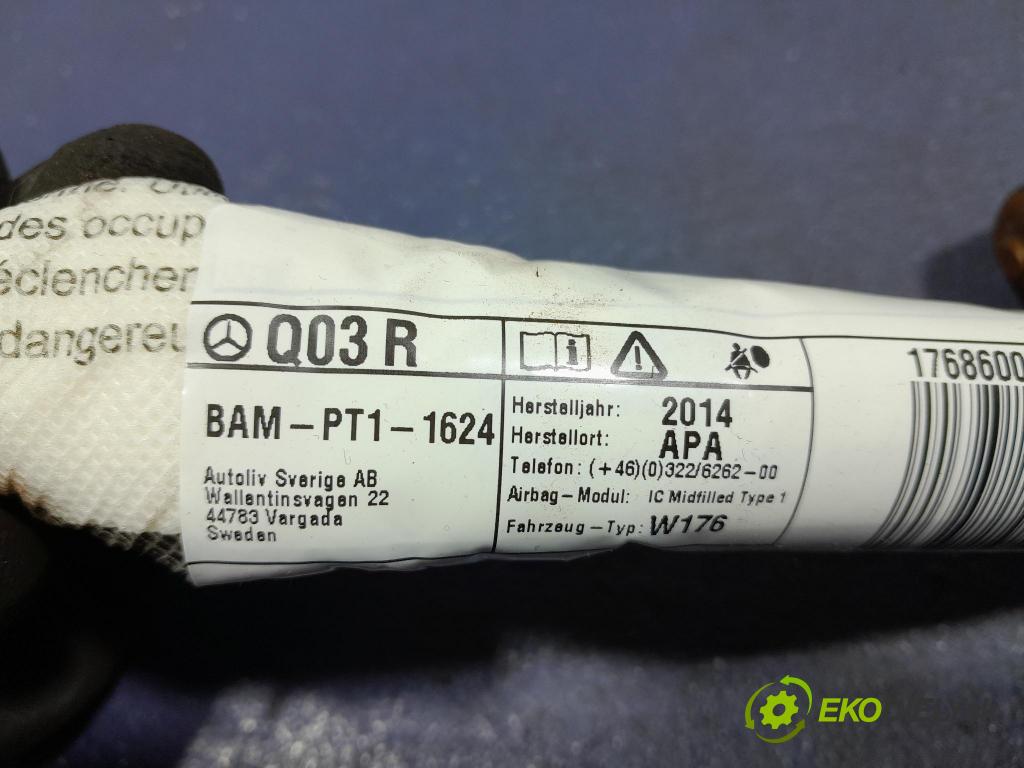 des occup
éclencher
dangereu
Q03 R
BAM-PT1-1624
Autoliv Sverige AB
Wallentinsvagen 22
44783 Vargada
Sweden
Herstelljahr: 2014
Herstellort: APA
Telefon: (+46)(0)322/6262-00
Airbag-Modul: IC Midfilled Type 1
Fahrzeug-Typ: W176
1768600
EKO